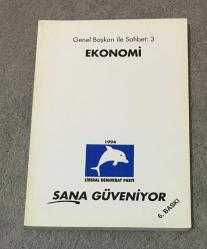 Genel Başkan ile Sohbet: 3
EKONOMİ
1994
LİBERAL DEMOKRAT PARTİ
SANA GÜVENİYOR
6. BASKI